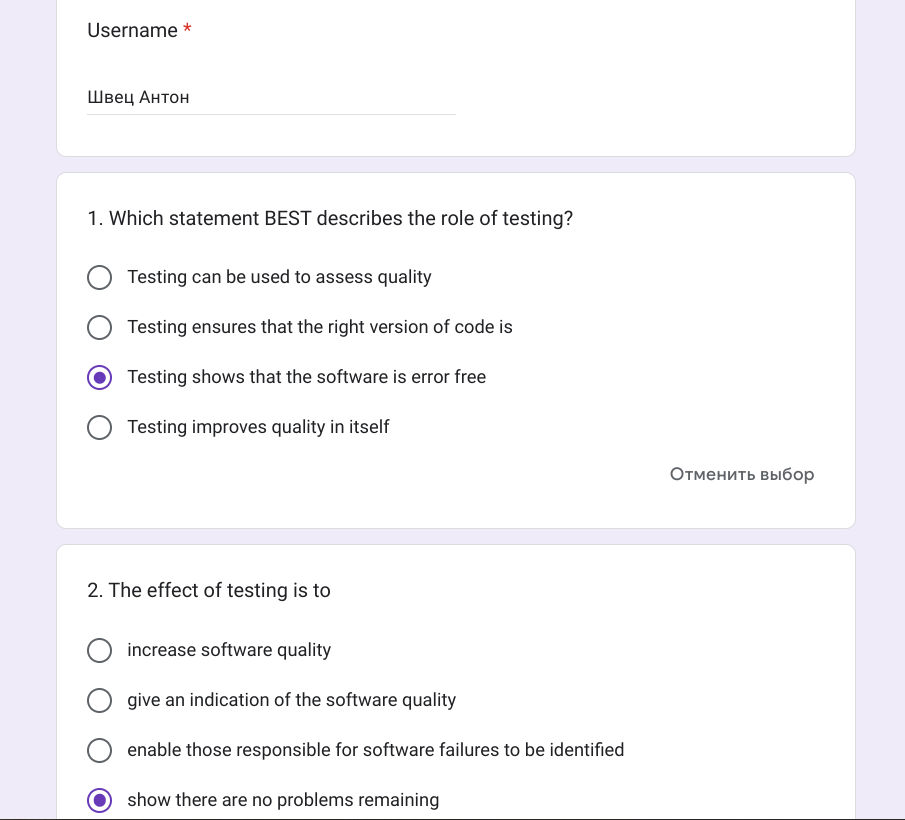 Username *
Швец Антон
1. Which statement BEST describes the role of testing?
Testing can be used to assess quality
Testing ensures that the right version of code is
Testing shows that the software is error free
Testing improves quality in itself
Отменить выбор
2. The effect of testing is to
increase software quality
give an indication of the software quality
enable those responsible for software failures to be identified
show there are no problems remaining